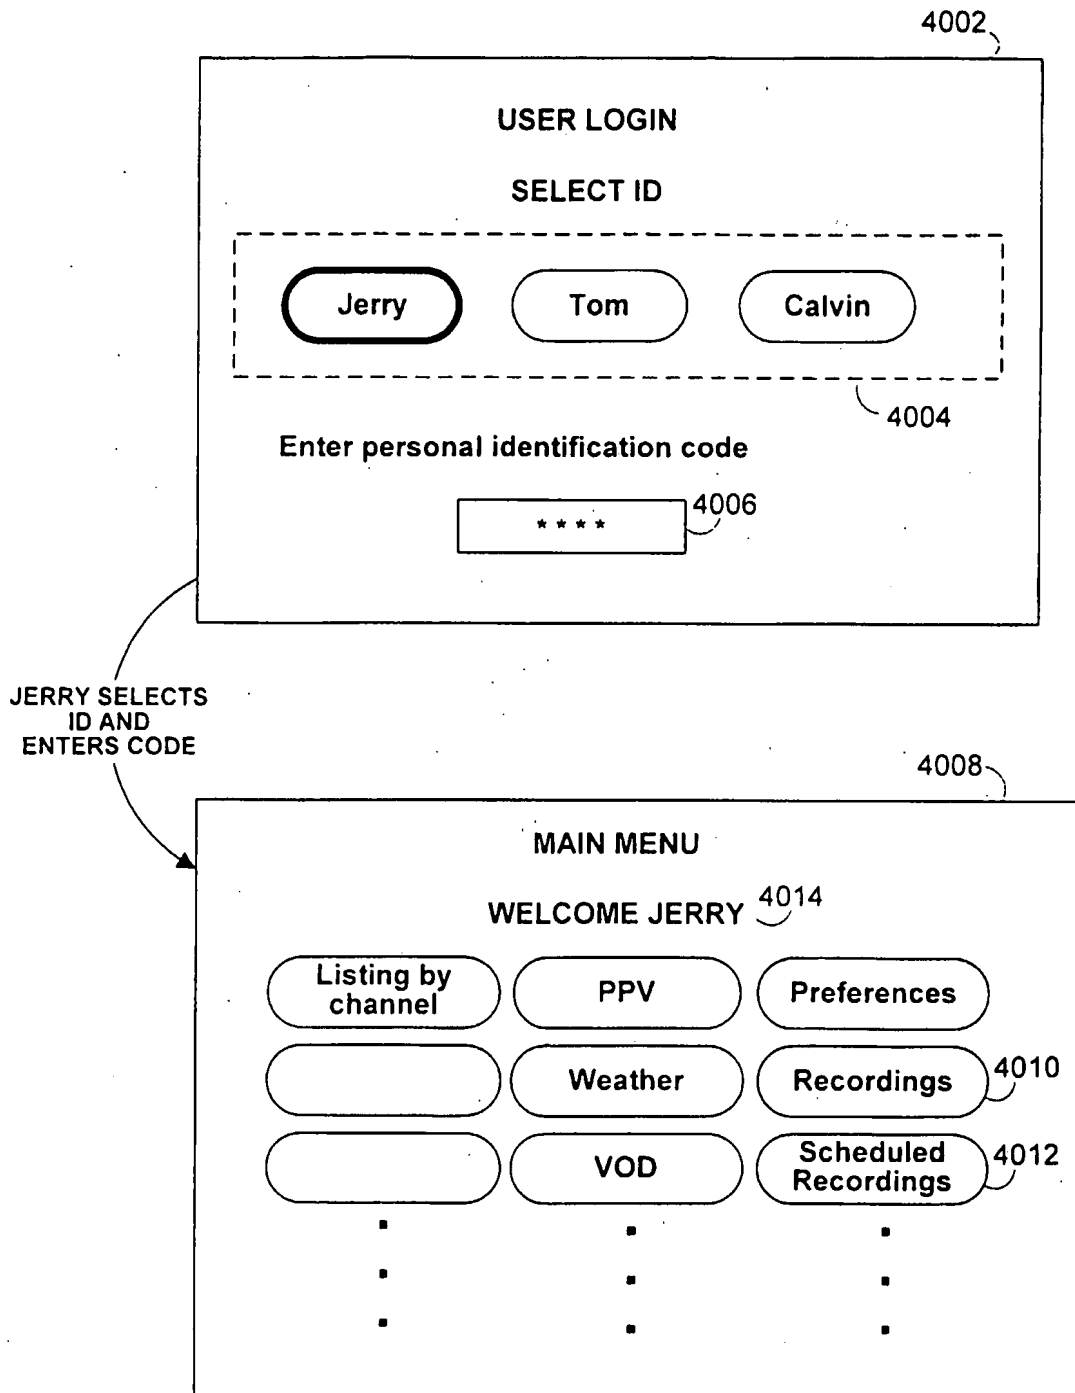 4002
USER LOGIN
SELECT ID
Jerry
Tom
Calvin
4004
Enter personal identification code
4006
* * * *
JERRY SELECTS
ID AND
ENTERS CODE
4008
MAIN MENU
WELCOME JERRY
4014
Listing by
channel
PPV
Preferences
Weather
Recordings
4010
VOD
Scheduled
Recordings
4012